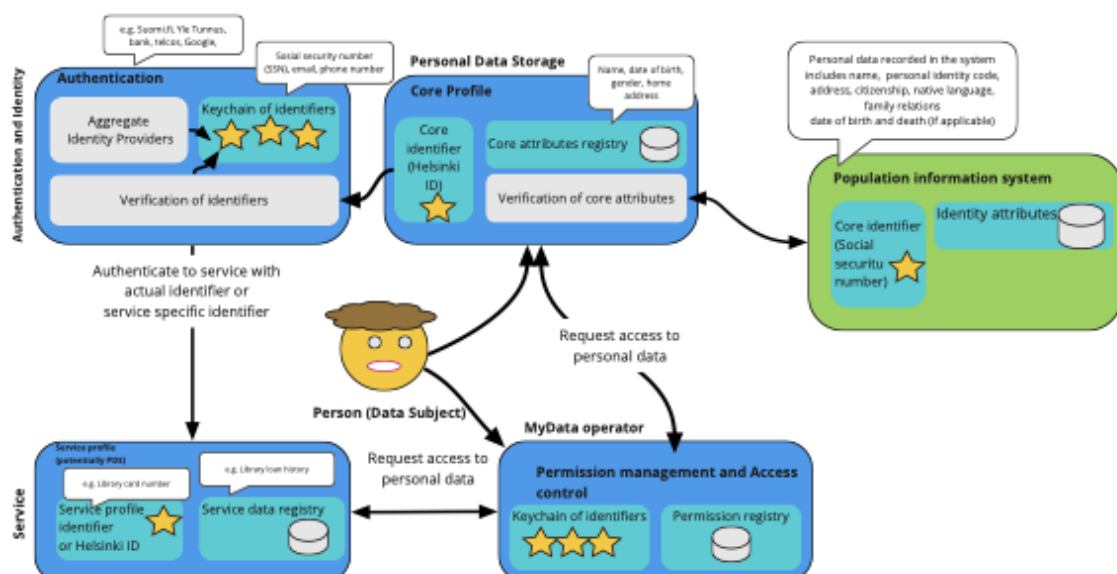 e.g. Suomi.fi, Yle Tunnus,
bank, telcos, Google,
Social security number
(SSN), email, phone number
Authentication and Identity
Authentication
Aggregate
Identity Providers
Keychain of identifiers
Verification of identifiers
Personal Data Storage
Core Profile
Name, date of birth,
gender, home
address
Core
identifier
(Helsinki
ID)
Core attributes registry
Verification of core attributes
Personal data recorded in the system
includes name, personal identity code,
address, citizenship, native language,
family relations
date of birth and death (if applicable)
Population information system
Core identifier
(Social
securitu
number)
Identity attributes
Authenticate to service with
actual identifier or
service specific identifier
Request access to
personal data
Person (Data Subject)
MyData operator
Permission management and Access
control
Keychain of identifiers
Permission registry
Request access to
personal data
Service
Service profile
(potentially PDS)
e.g. Library card number
e.g. Library loan history
Service profile
identifier
or Helsinki ID
Service data registry